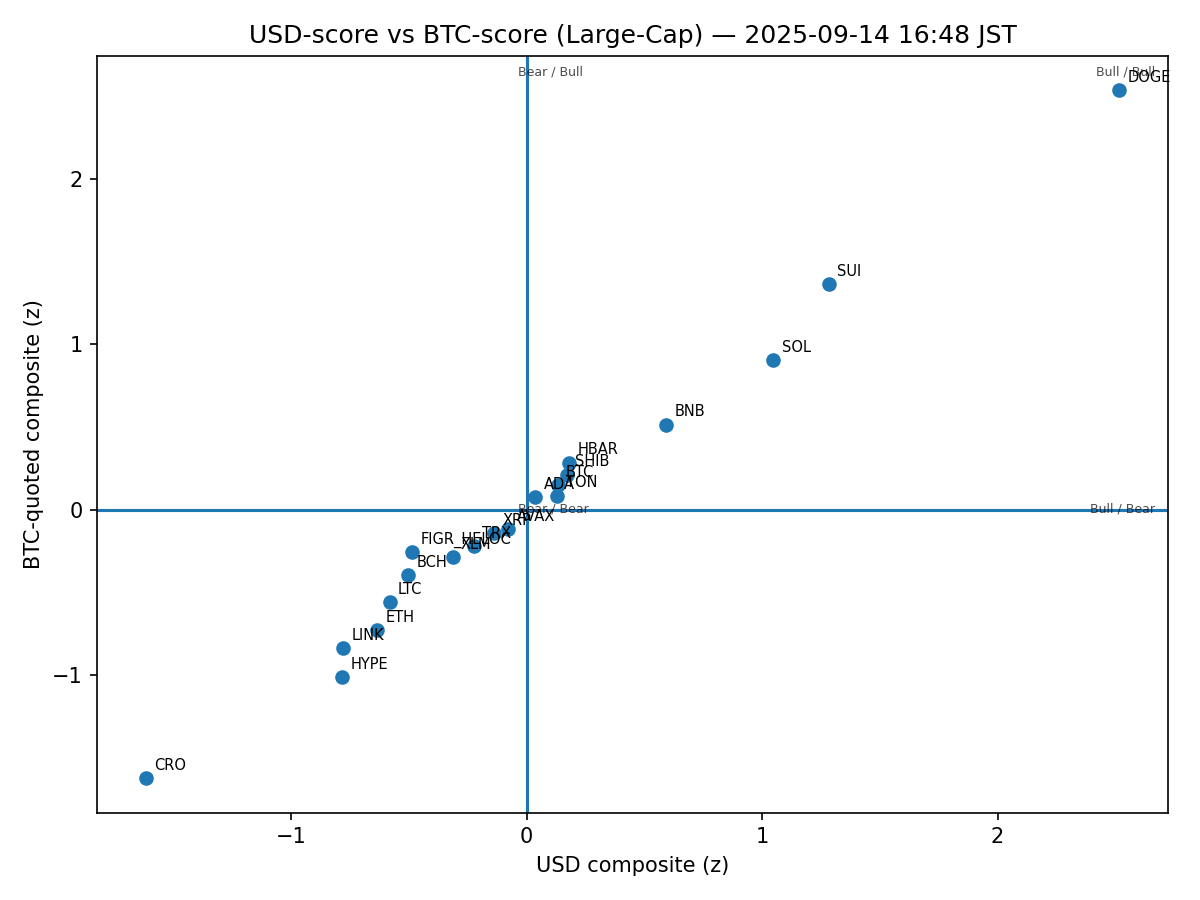 USD-score vs BTC-score (Large-Cap) — 2025-09-14 16:48 JST
Bear / Bull
Bull / Bull
DOGE
2
SUI
1
SOL
BNB
HBAR
SHIB
BTC
TON
ADA
0
Bear / Bear
Bull / Bear
AVAX
XRP
TRX
FIGR_HELOC
XLM
BCH
LTC
ETH
LINK
HYPE
−1
CRO
−1
0
1
2
USD composite (z)
BTC-quoted composite (z)